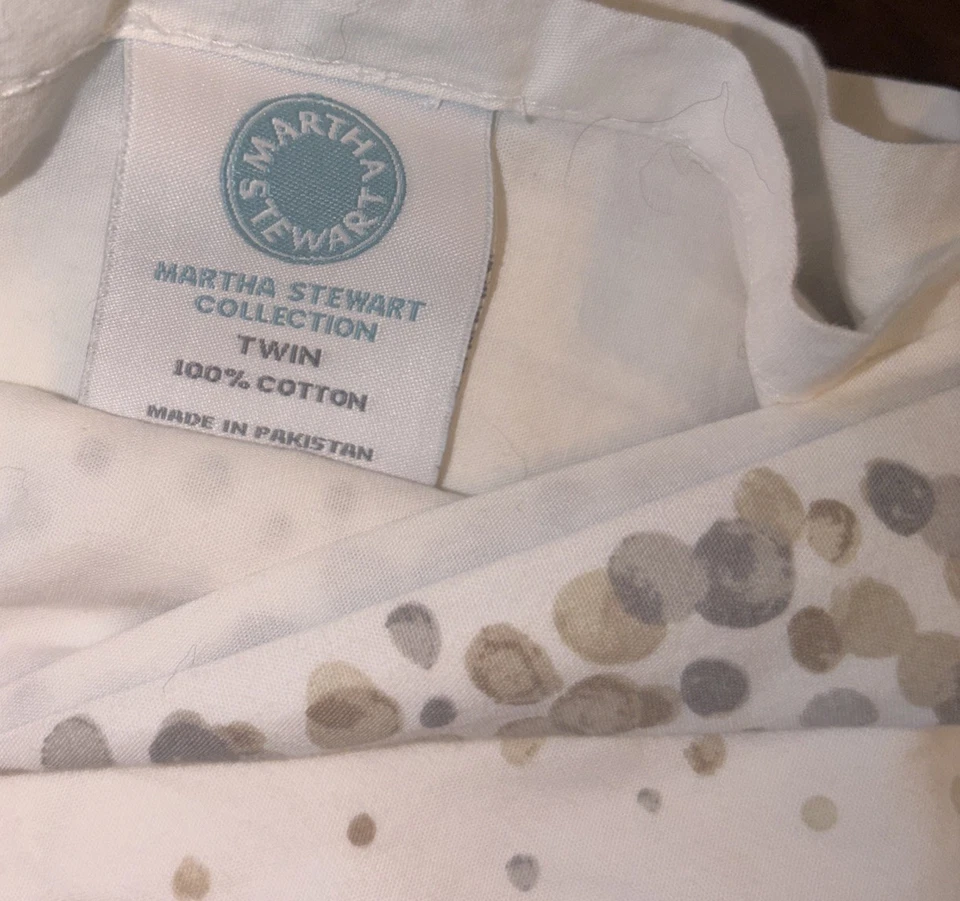 MARTHA
STEWART
MARTHA STEWART
COLLECTION
TWIN
100% COTTON
MADE IN PAKISTAN